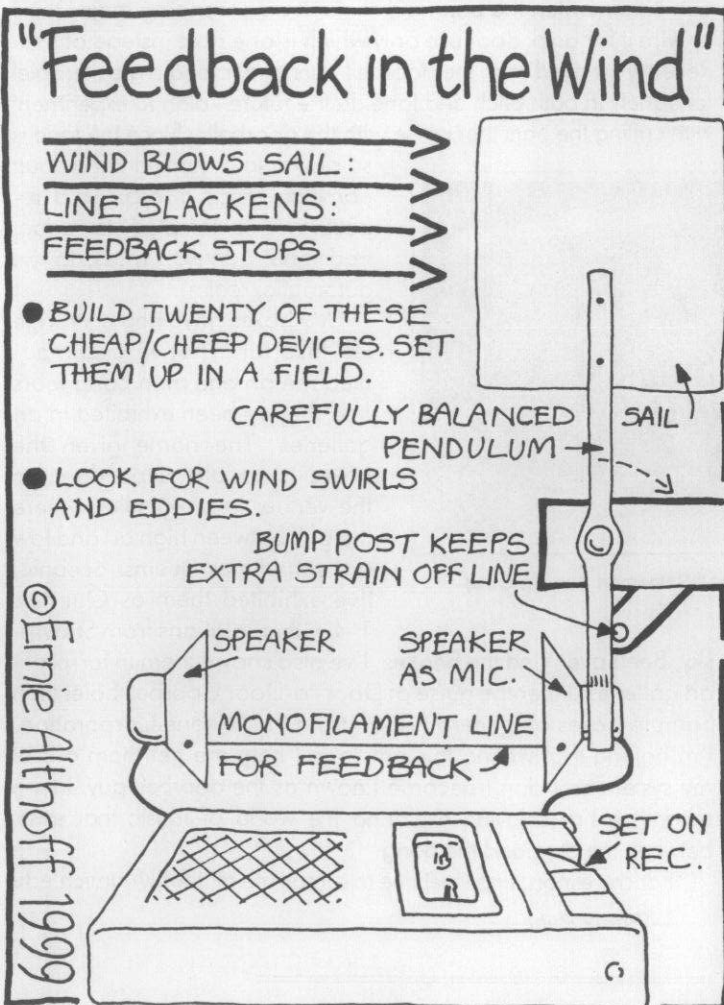 "Feedback in the Wind"
WIND BLOWS SAIL:
LINE SLACKENS:
FEEDBACK STOPS
● BUILD TWENTY OF THESE
CHEAP/CHEEP DEVICES. SET
THEM UP IN A FIELD.
CAREFULLY BALANCED
PENDULUM
SAIL
● LOOK FOR WIND SWIRLS
AND EDDIES.
BUMP POST KEEPS
EXTRA STRAIN OFF LINE
SPEAKER
SPEAKER
AS MIC.
MONOFILAMENT LINE
FOR FEEDBACK
SET ON
REC.
©Ernie Althoff 1999